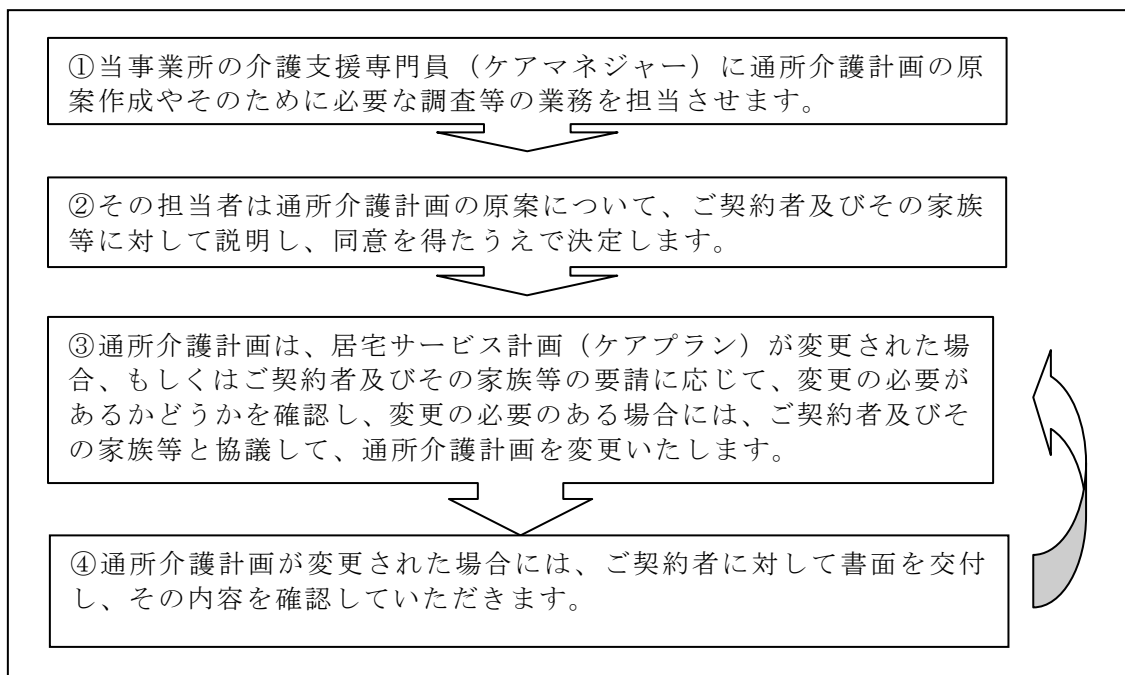 ①当事業所の介護支援専門員（ケアマネジャー）に通所介護計画の原
案作成やそのために必要な調査等の業務を担当させます。
②その担当者は通所介護計画の原案について、ご契約者及びその家族
等に対して説明し、同意を得たうえで決定します。
③通所介護計画は、居宅サービス計画（ケアプラン）が変更された場
合、もしくはご契約者及びその家族等の要請に応じて、変更の必要が
あるかどうかを確認し、変更の必要のある場合には、ご契約者及びそ
の家族等と協議して、通所介護計画を変更いたします。
④通所介護計画が変更された場合には、ご契約者に対して書面を交付
し、その内容を確認していただきます。